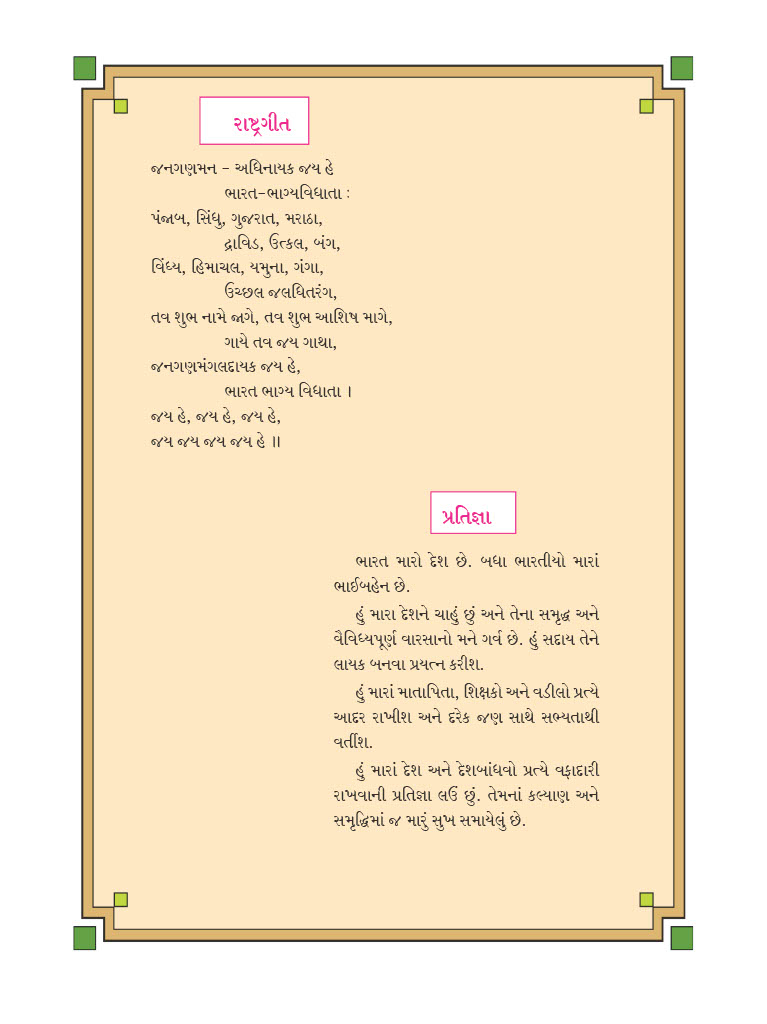 રાષ્ટ્રગીત
જનગણમન - અધિનાયક જય હે
ભારત-ભાગ્યવિધાતા :
પંજાબ, સિંધુ, ગુજરાત, મરાઠા,
દ્રાવિડ, ઉત્કલ, બંગ,
વિંધ્ય, હિમાચલ, યમુના, ગંગા,
ઉચ્છલ જલધિતરંગ,
તવ શુભ નામે જાગે, તવ શુભ આશિષ માગે,
ગાયે તવ જય ગાથા,
જનગણમંગલદાયક જય હે,
ભારત ભાગ્ય વિધાતા ।
જય હે, જય હે, જય હે,
જય જય જય જય હે ॥
પ્રતિજ્ઞા
ભારત મારો દેશ છે. બધા ભારતીયો મારાં
ભાઈબહેન છે.
હું મારા દેશને ચાહું છું અને તેના સમૃદ્ધ અને
વૈવિધ્યપૂર્ણ વારસાનો મને ગર્વ છે. હું સદાય તેને
લાયક બનવા પ્રયત્ન કરીશ.
હું મારાં માતાપિતા, શિક્ષકો અને વડીલો પ્રત્યે
આદર રાખીશ અને દરેક જણ સાથે સભ્યતાથી
વર્તીશ.
હું મારાં દેશ અને દેશબાંધવો પ્રત્યે વફાદારી
રાખવાની પ્રતિજ્ઞા લઉં છું. તેમનાં કલ્યાણ અને
સમૃદ્ધિમાં જ મારું સુખ સમાયેલું છે.